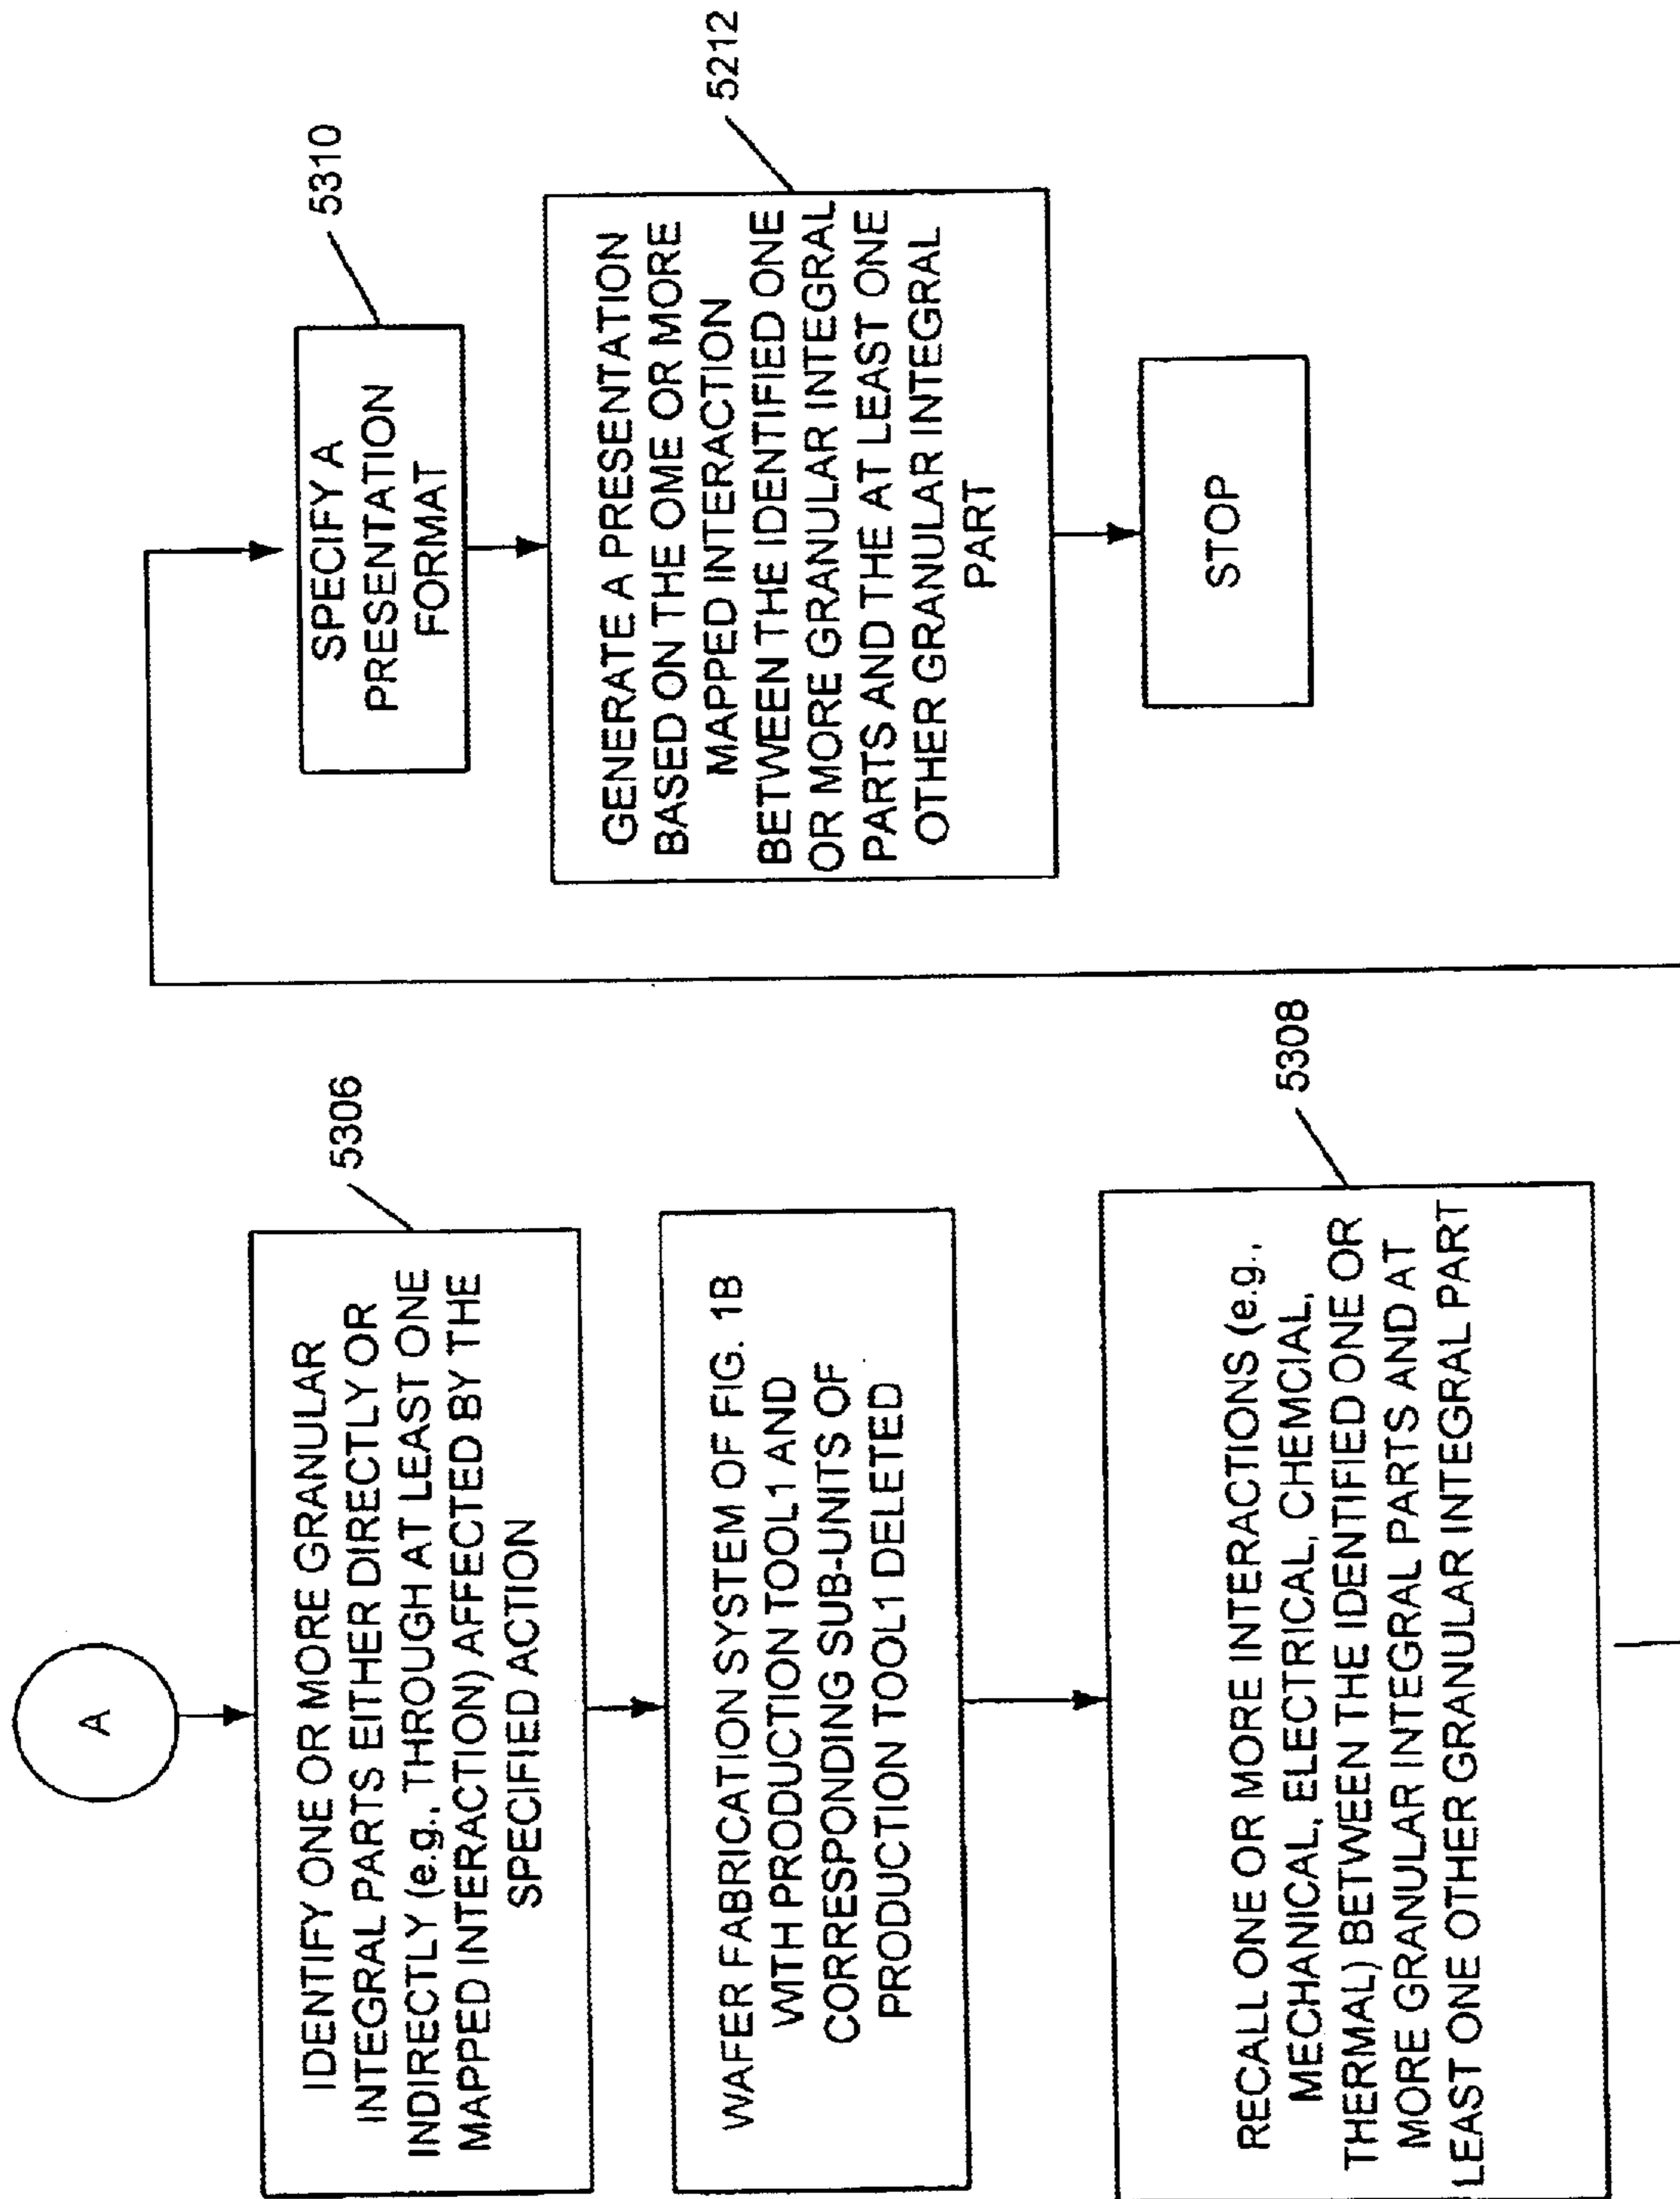 A
5306
IDENTIFY ONE OR MORE GRANULAR
INTEGRAL PARTS EITHER DIRECTLY OR
INDIRECTLY (e.g., THROUGH AT LEAST ONE
MAPPED INTERACTION) AFFECTED BY THE
SPECIFIED ACTION
WAFER FABRICATION SYSTEM OF FIG. 1B
WITH PRODUCTION TOOL1 AND
CORRESPONDING SUB-UNITS OF
PRODUCTION TOOL1 DELETED
5308
RECALL ONE OR MORE INTERACTIONS (e.g.,
MECHANICAL, ELECTRICAL, CHEMCIAL,
THERMAL) BETWEEN THE IDENTIFIED ONE OR
MORE GRANULAR INTEGRAL PARTS AND AT
LEAST ONE OTHER GRANULAR INTEGRAL PART
5310
SPECIFY A
PRESENTATION
FORMAT
5212
GENERATE A PRESENTATION
BASED ON THE OME OR MORE
MAPPED INTERACTION
BETWEEN THE IDENTIFIED ONE
OR MORE GRANULAR INTEGRAL
PARTS AND THE AT LEAST ONE
OTHER GRANULAR INTEGRAL
PART
STOP